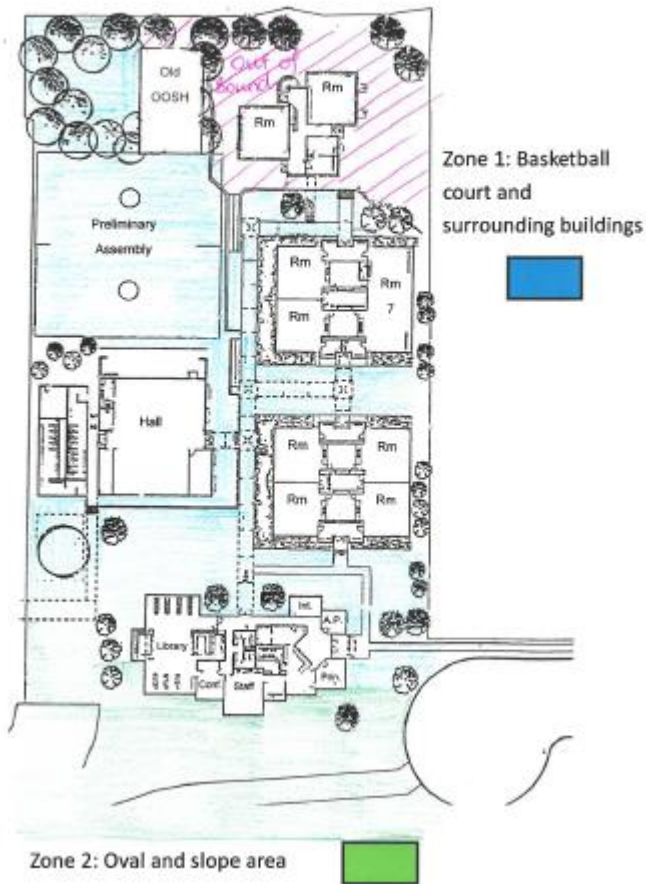 Old
OOSH
Out of
Bound
Rm
Rm
Zone 1: Basketball
court and
surrounding buildings
Preliminary
Assembly
Rm
Rm
7
Rm
Hall
Rm
Rm
Rm
Rm
Int.
A.P.
Library
Conf.
Staff
Prin.
Zone 2: Oval and slope area